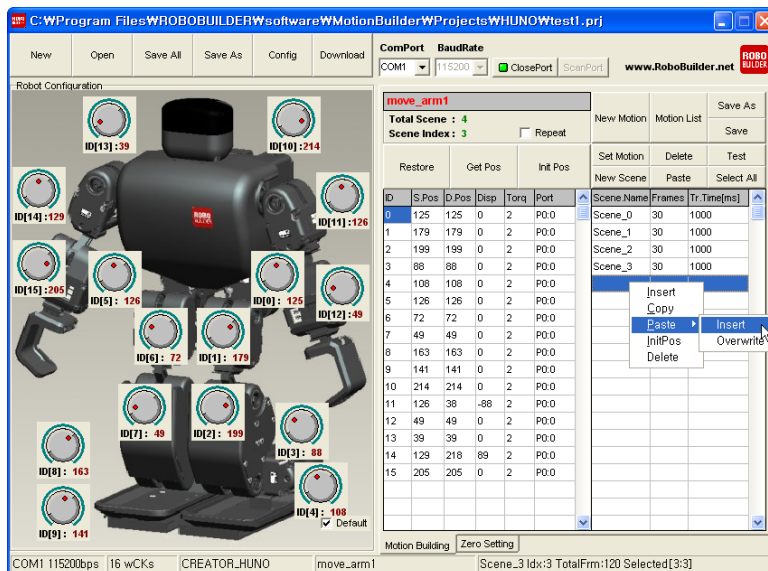 C:₩Program Files₩ROBOBUILDER₩software₩MotionBuilder₩Projects₩HUNO₩test1.prj
New Open Save All Save As Config Download
ComPort BaudRate
COM1 115200 ClosePort ScanPort www.RoboBuilder.net ROBO BUILDER
Robot Configuration
ID[13]: 39
ID[10]:214
ROBO
BUILDER
ID[14]:129
ID[11]:126
ID[15]:205
ID[5]: 126
ID[0]: 125
ID[12]:49
ID[6]: 72
ID[1]: 179
ID[7]: 49
ID[2]: 199
ID[3]: 88
ID[8]: 163
ID[4]: 108
ID[9]: 141
Default
move_arm1
Total Scene : 4
Scene Index : 3 Repeat
New Motion Motion List Save As
Save
Restore Get Pos Init Pos
Set Motion Delete Test
New Scene Paste Select All
ID S.Pos D.Pos Disp Torq Port
0 125 125 0 2 P0:0
1 179 179 0 2 P0:0
2 199 199 0 2 P0:0
3 88 88 0 2 P0:0
4 108 108 0 2 P0:0
5 126 126 0 2 P0:0
6 72 72 0 2 P0:0
7 49 49 0 2 P0:0
8 163 163 0 2 P0:0
9 141 141 0 2 P0:0
10 214 214 0 2 P0:0
11 126 38 -88 2 P0:0
12 49 49 0 2 P0:0
13 39 39 0 2 P0:0
14 129 218 89 2 P0:0
15 205 205 0 2 P0:0
Scene.Name Frames Tr.Time[ms]
Scene_0 30 1000
Scene_1 30 1000
Scene_2 30 1000
Scene_3 30 1000
Insert
Copy
Paste
InitPos
Delete
Insert
Overwrite
Motion Building Zero Setting
COM1 115200bps 16 wCKs CREATOR_HUNO move_arm1 Scene_3 Idx:3 TotalFrm:120 Selected[3:3]